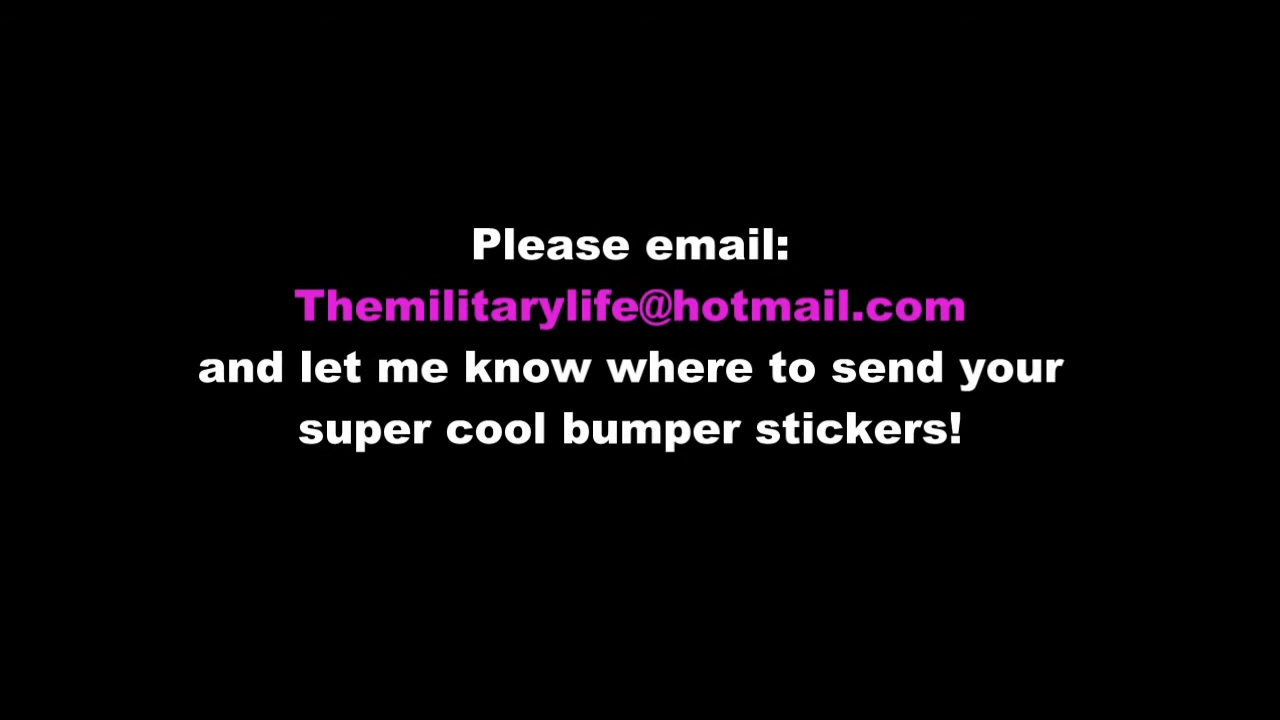 Please email:
Themilitarylife@hotmail.com
and let me know where to send your
super cool bumper stickers!